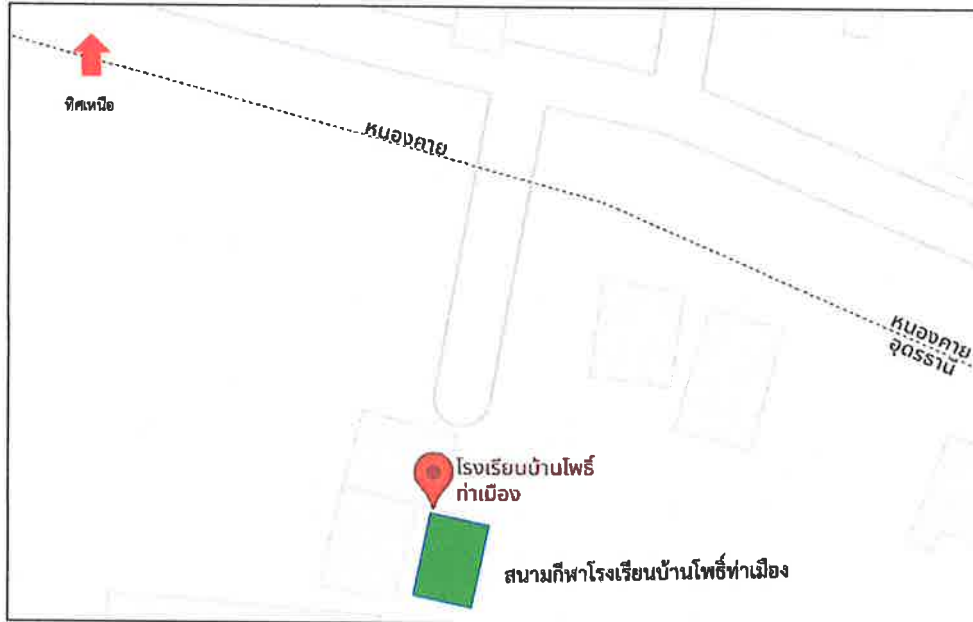 ทิศเหนือ
หนองคาย
หนองคาย
อุดรธานี
โรงเรียนบ้านโพธิ์
ท่าเมือง
สนามกีฬาโรงเรียนบ้านโพธิ์ท่าเมือง